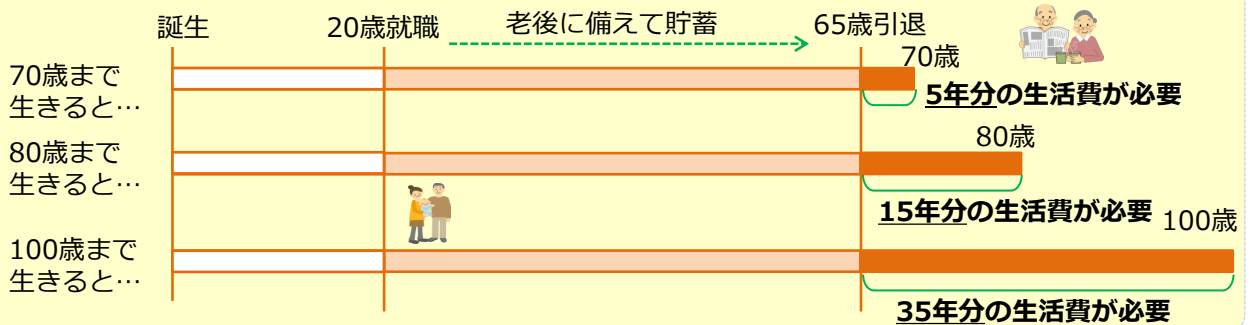 誕生
20歳就職
老後に備えて貯蓄
65歳引退
70歳まで
生きると…
70歳
5年分の生活費が必要
80歳まで
生きると…
80歳
15年分の生活費が必要
100歳まで
生きると…
100歳
35年分の生活費が必要